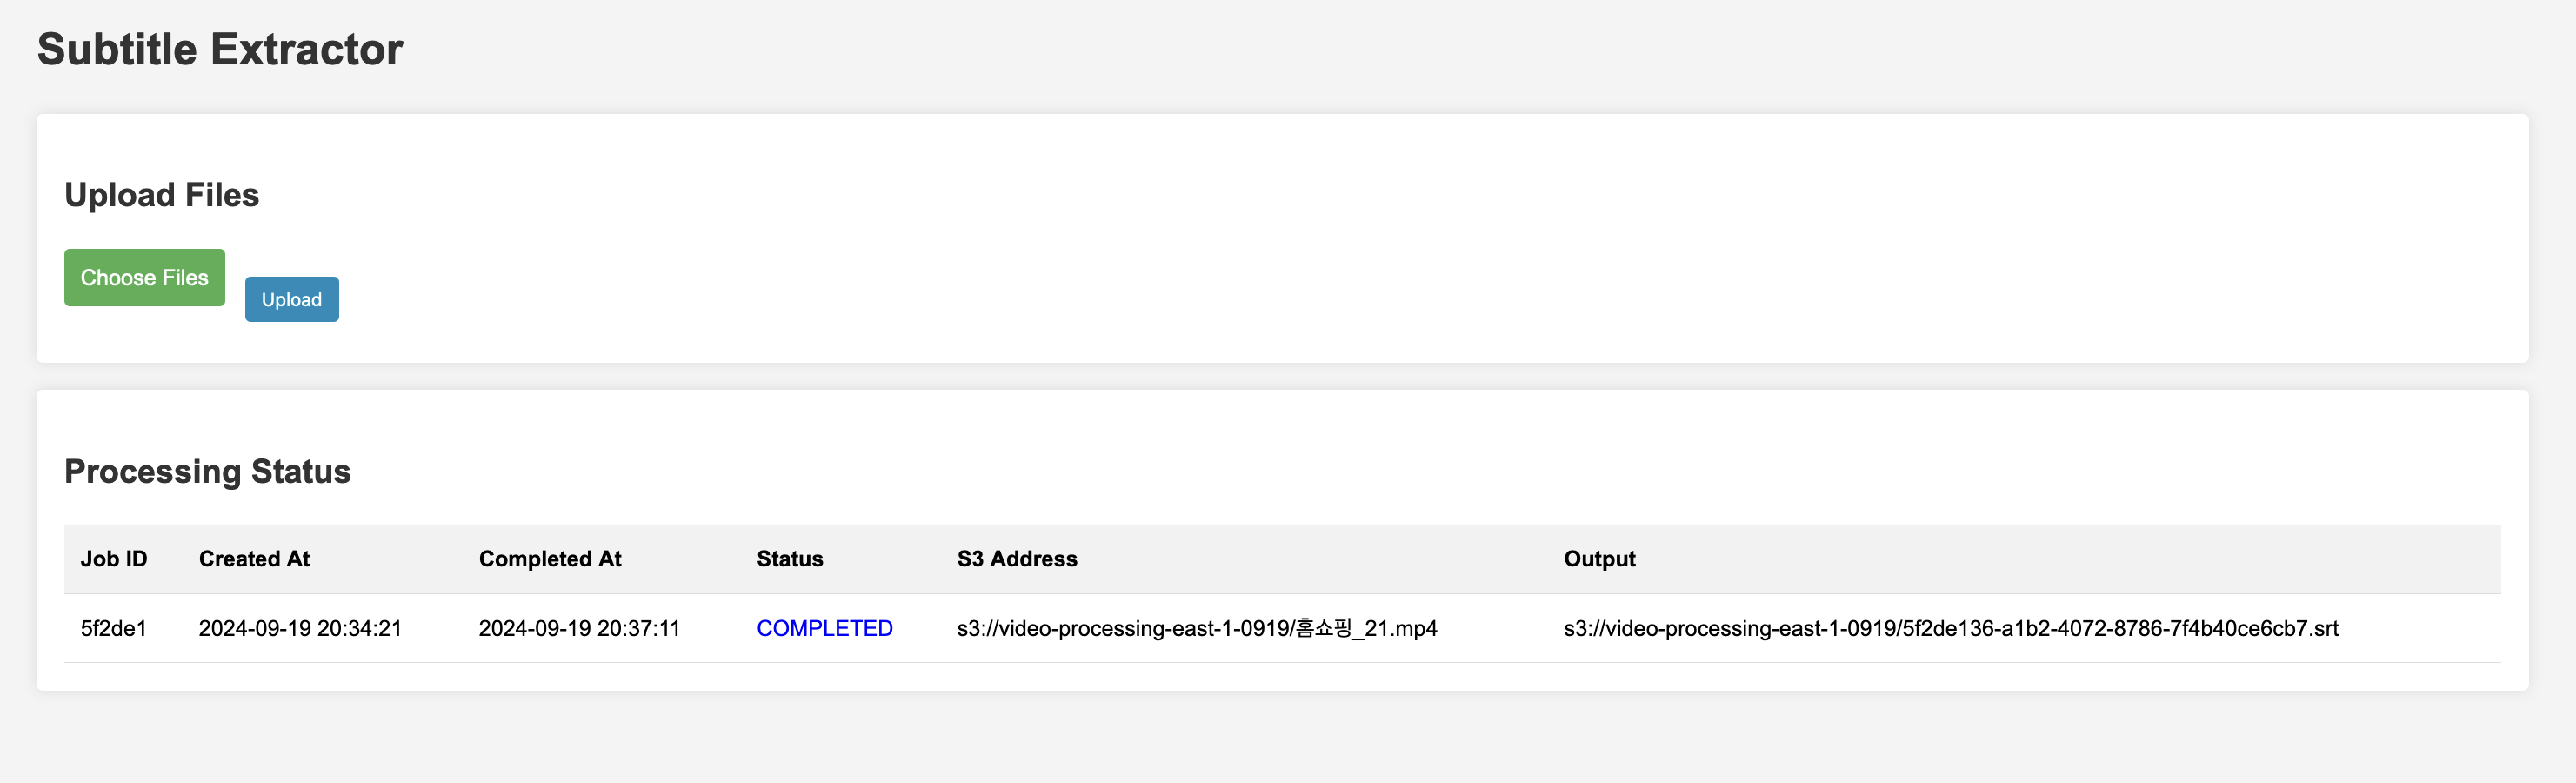 Subtitle Extractor
Upload Files
Choose Files
Upload
Processing Status
Job ID Created At Completed At Status S3 Address Output
5f2de1 2024-09-19 20:34:21 2024-09-19 20:37:11 COMPLETED s3://video-processing-east-1-0919/홈쇼핑_21.mp4 s3://video-processing-east-1-0919/5f2de136-a1b2-4072-8786-7f4b40ce6cb7.srt